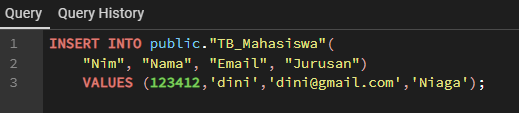 Query Query History
1 INSERT INTO public."TB_Mahasiswa"(
2 "Nim", "Nama", "Email", "Jurusan")
3 VALUES (123412,'dini','dini@gmail.com','Niaga');